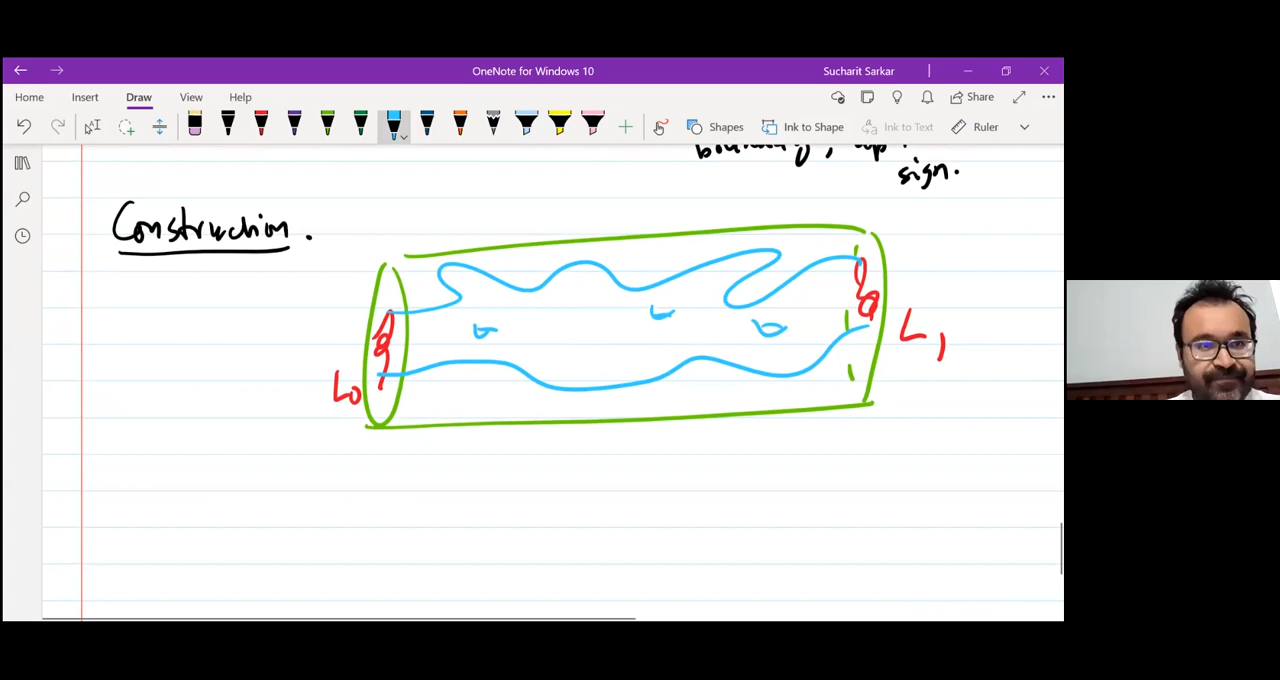 OneNote for Windows 10
Sucharit Sarkar
Home Insert Draw View Help
Share
Shapes Ink to Shape Ink to Text Ruler
sign.
Construction.
L0
L1